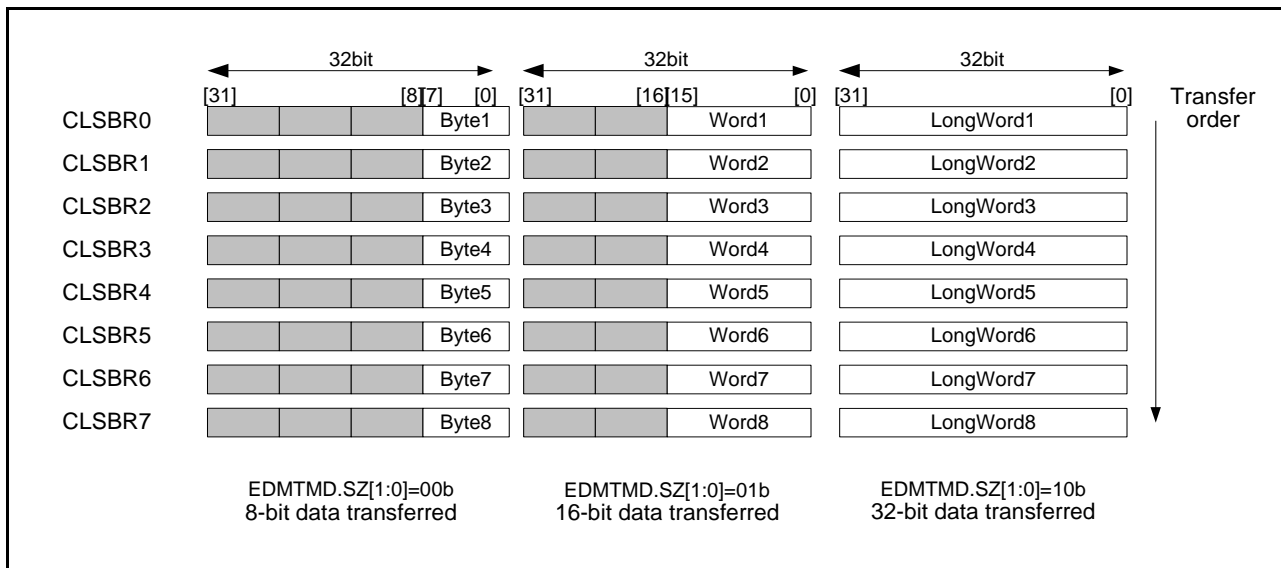 32bit 32bit 32bit
[31] [8][7] [0] [31] [16][15] [0] [31] [0] Transfer order
CLSBR0 Byte1 Word1 LongWord1
CLSBR1 Byte2 Word2 LongWord2
CLSBR2 Byte3 Word3 LongWord3
CLSBR3 Byte4 Word4 LongWord4
CLSBR4 Byte5 Word5 LongWord5
CLSBR5 Byte6 Word6 LongWord6
CLSBR6 Byte7 Word7 LongWord7
CLSBR7 Byte8 Word8 LongWord8
EDMTMD.SZ[1:0]=00b EDMTMD.SZ[1:0]=01b EDMTMD.SZ[1:0]=10b
8-bit data transferred 16-bit data transferred 32-bit data transferred